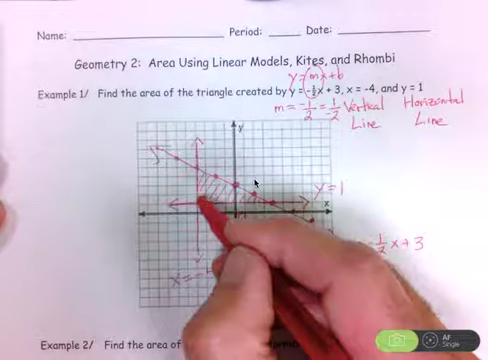 Name: Period: Date:
Geometry 2: Area Using Linear Models, Kites, and Rhombi
y = mx + b
Example 1/ Find the area of the triangle created by y = -½x + 3, x = -4, and y = 1
m = -1/2 = 1/-2 Vertical Line Horizontal Line
y
y = 1
x
1/2 x + 3
x = -
Example 2/ Find the area of
AF
Single